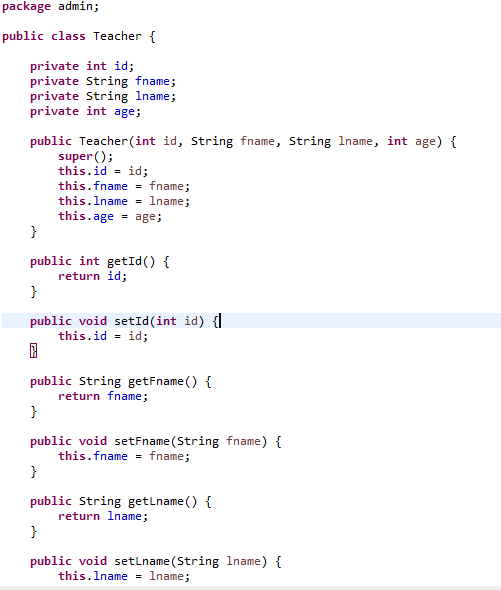 package admin;
public class Teacher {
private int id;
private String fname;
private String lname;
private int age;
public Teacher(int id, String fname, String lname, int age) {
super();
this.id = id;
this.fname = fname;
this.lname = lname;
this.age = age;
}
public int getId() {
return id;
}
public void setId(int id) {
this.id = id;
}
public String getFname() {
return fname;
}
public void setFname(String fname) {
this.fname = fname;
}
public String getLname() {
return lname;
}
public void setLname(String lname) {
this.lname = lname;